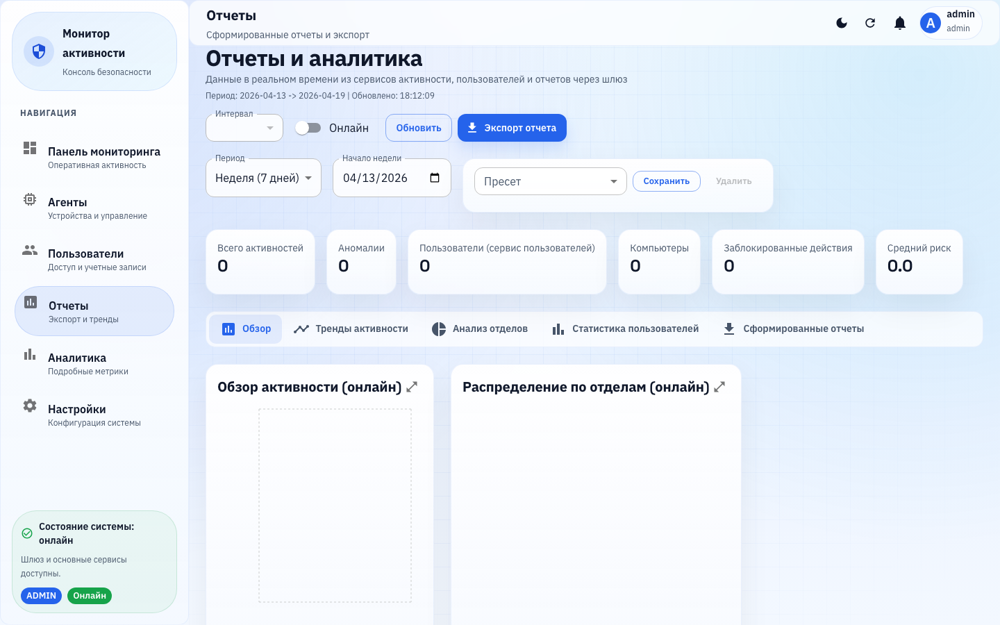 Монитор
активности
Консоль безопасности
НАВИГАЦИЯ
Панель мониторинга
Оперативная активность
Агенты
Устройства и управление
Пользователи
Доступ и учетные записи
Отчеты
Экспорт и тренды
Аналитика
Подробные метрики
Настройки
Конфигурация системы
Состояние системы:
онлайн
Шлюз и основные сервисы
доступны.
ADMIN Онлайн
Отчеты
Сформированные отчеты и экспорт
A
admin
admin
Отчеты и аналитика
Данные в реальном времени из сервисов активности, пользователей и отчетов через шлюз
Период: 2026-04-13 -> 2026-04-19 | Обновлено: 18:12:09
Интервал
Онлайн Обновить Экспорт отчета
Период
Неделя (7 дней)
Начало недели
04/13/2026
Пресет Сохранить Удалить
Всего активностей
0
Аномалии
0
Пользователи (сервис пользователей)
0
Компьютеры
0
Заблокированные действия
0
Средний риск
0.0
Обзор Тренды активности Анализ отделов Статистика пользователей Сформированные отчеты
Обзор активности (онлайн)
Распределение по отделам (онлайн)